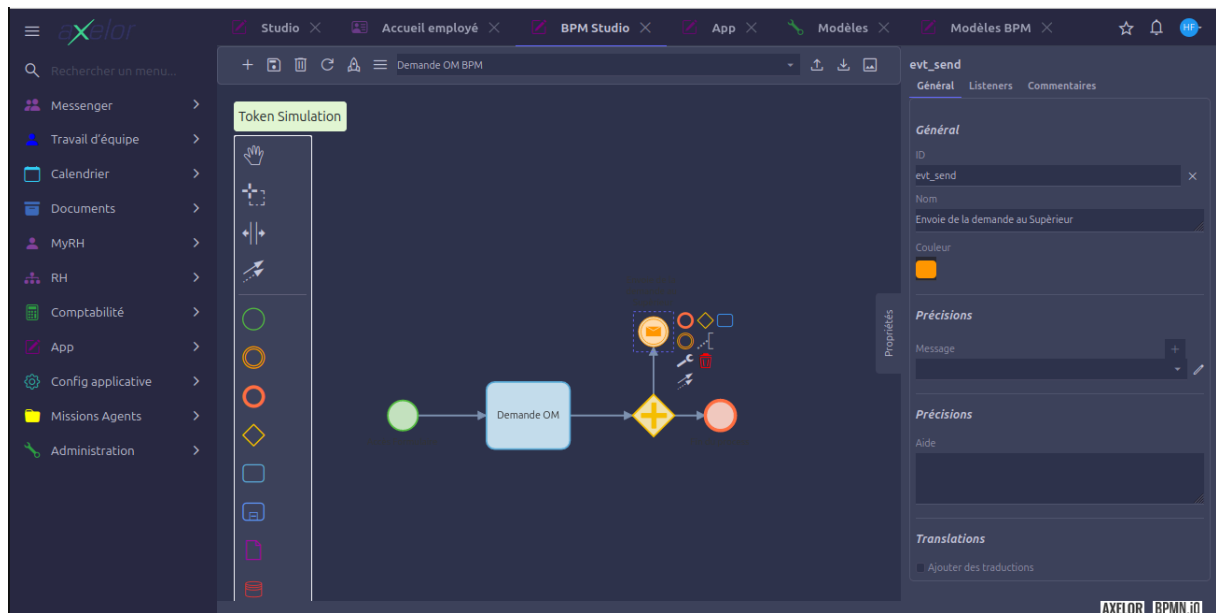 axelor
Studio
Accueil employé
BPM Studio
App
Modèles
Modèles BPM
HF
Rechercher un menu...
Messenger
Travail d'équipe
Calendrier
Documents
MyRH
RH
Comptabilité
App
Config applicative
Missions Agents
Administration
Demande OM BPM
Token Simulation
Demande OM
Propriétés
evt_send
Général Listeners Commentaires
Général
ID
evt_send
Nom
Envoie de la demande au Supèrieur
Couleur
Précisions
Message
Précisions
Aide
Translations
Ajouter des traductions
AXELOR BPMN.iO